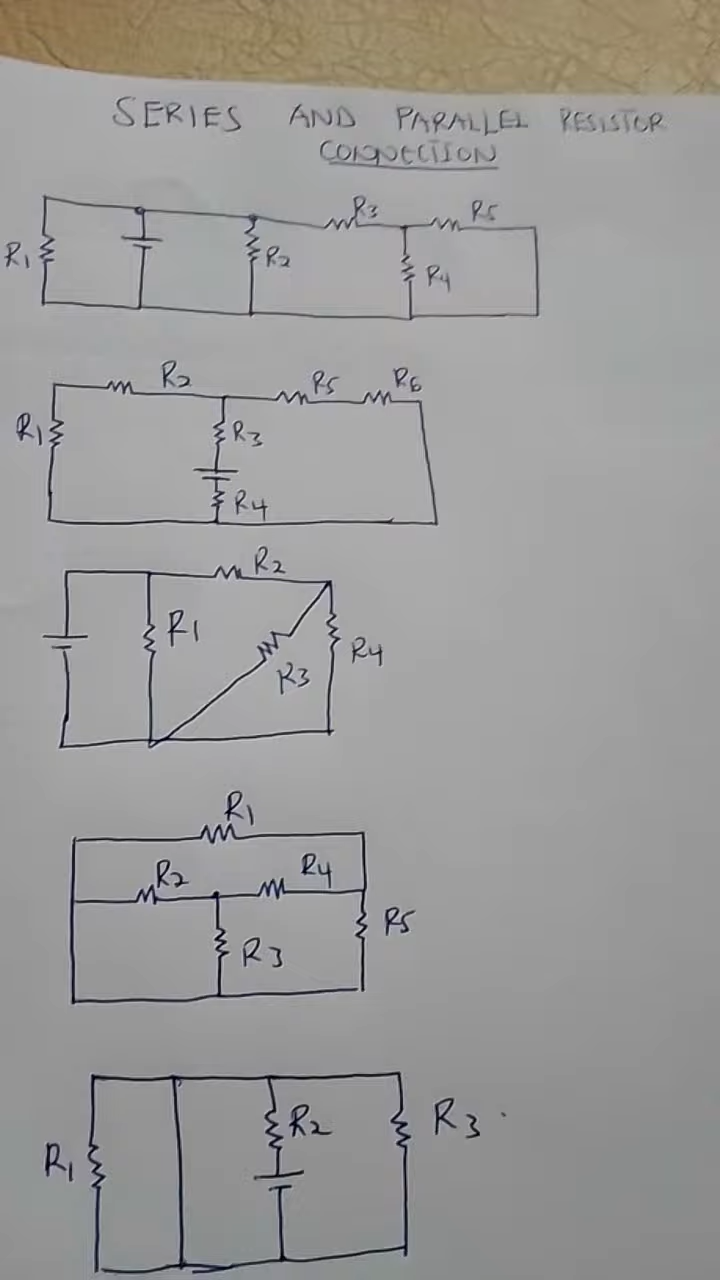 SERIES AND PARALLEL RESISTOR
CONNECTION
R3 R5
R1 R2 R4
R2 R5 R6
R1 R3
R4
R2
R1 R4
R3
R1
R2 R4
R5
R3
R2 R3
R1